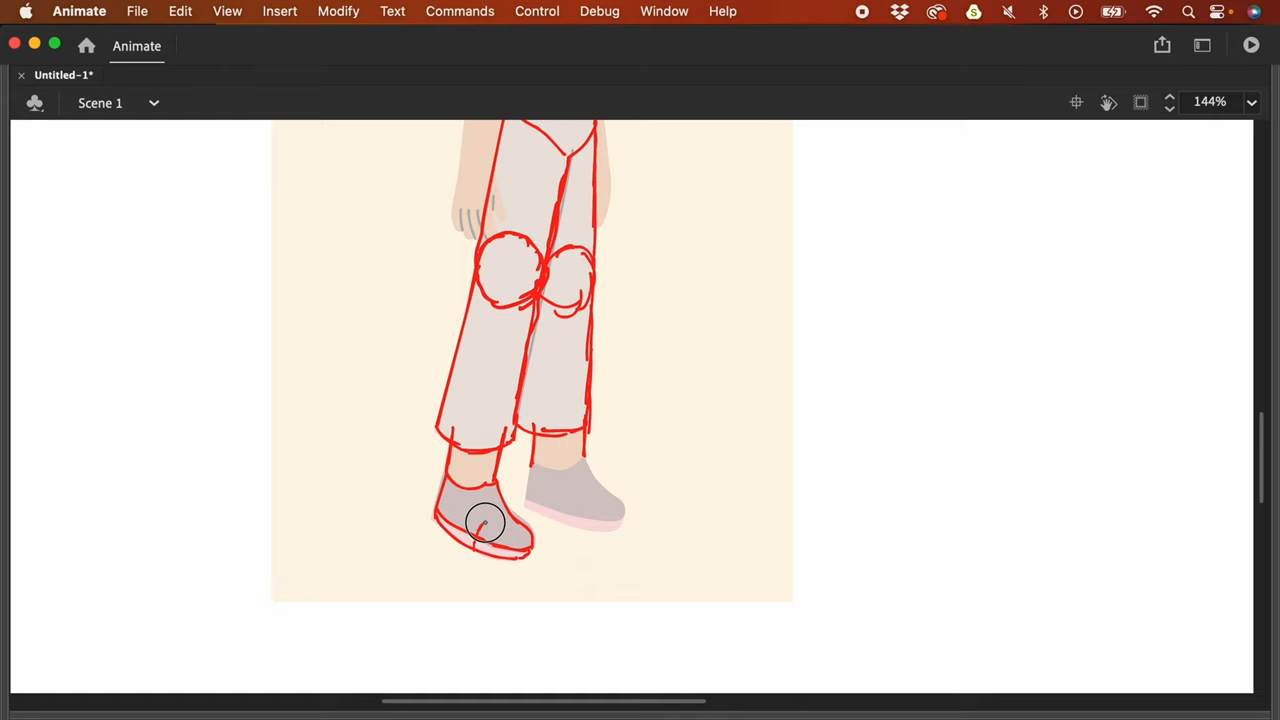 Animate File Edit View Insert Modify Text Commands Control Debug Window Help
Animate
Untitled-1*
Scene 1 144%